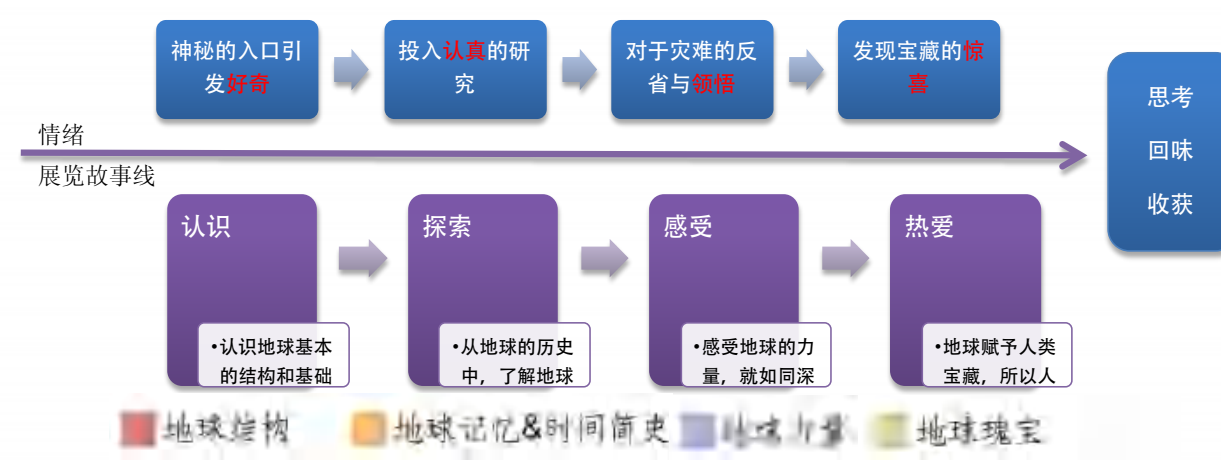 神秘的入口引
发好奇
投入认真的研
究
对于灾难的反
省与领悟
发现宝藏的惊
喜
思考
回味
收获
情绪
展览故事线
认识
•认识地球基本
的结构和基础
探索
•从地球的历史
中，了解地球
感受
•感受地球的力
量，就如同深
热爱
•地球赋予人类
宝藏，所以人
地球结构
地球记忆&时间简史
地球力量
地球瑰宝